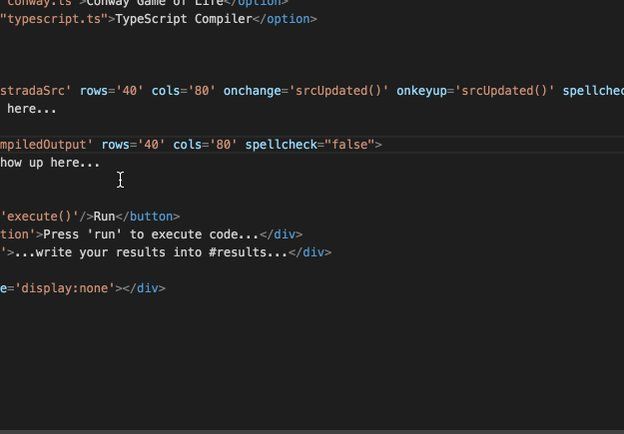 conway.ts">Conway Game of Life</option>
"typescript.ts">TypeScript Compiler</option>
stradaSrc' rows='40' cols='80' onchange='srcUpdated()' onkeyup='srcUpdated()' spellchec
here...
mpiledOutput' rows='40' cols='80' spellcheck="false">
how up here...
'execute()'/>Run</button>
tion'>Press 'run' to execute code...</div>
'>...write your results into #results...</div>
e='display:none'></div>